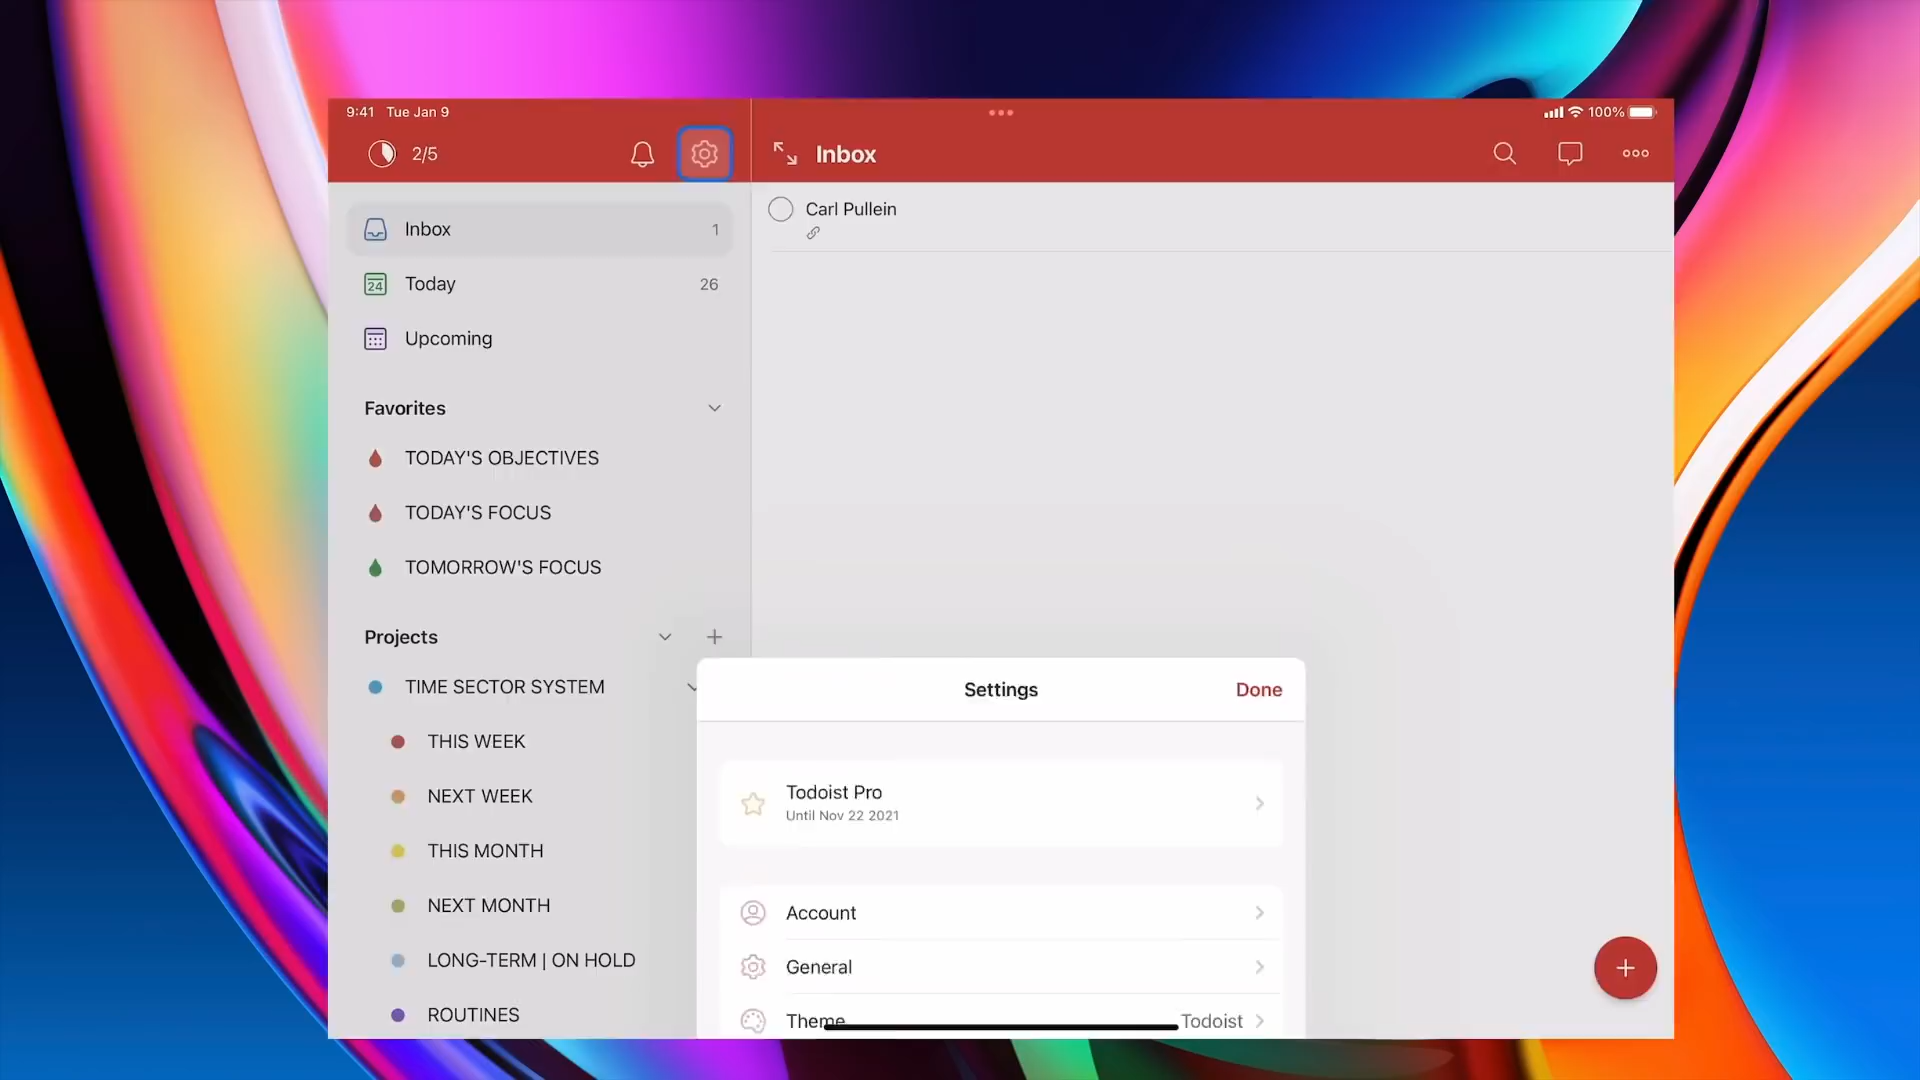 9:41 Tue Jan 9
100%
2/5
Inbox
Inbox 1
24 Today 26
Upcoming
Favorites
TODAY'S OBJECTIVES
TODAY'S FOCUS
TOMORROW'S FOCUS
Projects
TIME SECTOR SYSTEM
THIS WEEK
NEXT WEEK
THIS MONTH
NEXT MONTH
LONG-TERM | ON HOLD
ROUTINES
Carl Pullein
Settings
Done
Todoist Pro
Until Nov 22 2021
Account
General
Theme Todoist